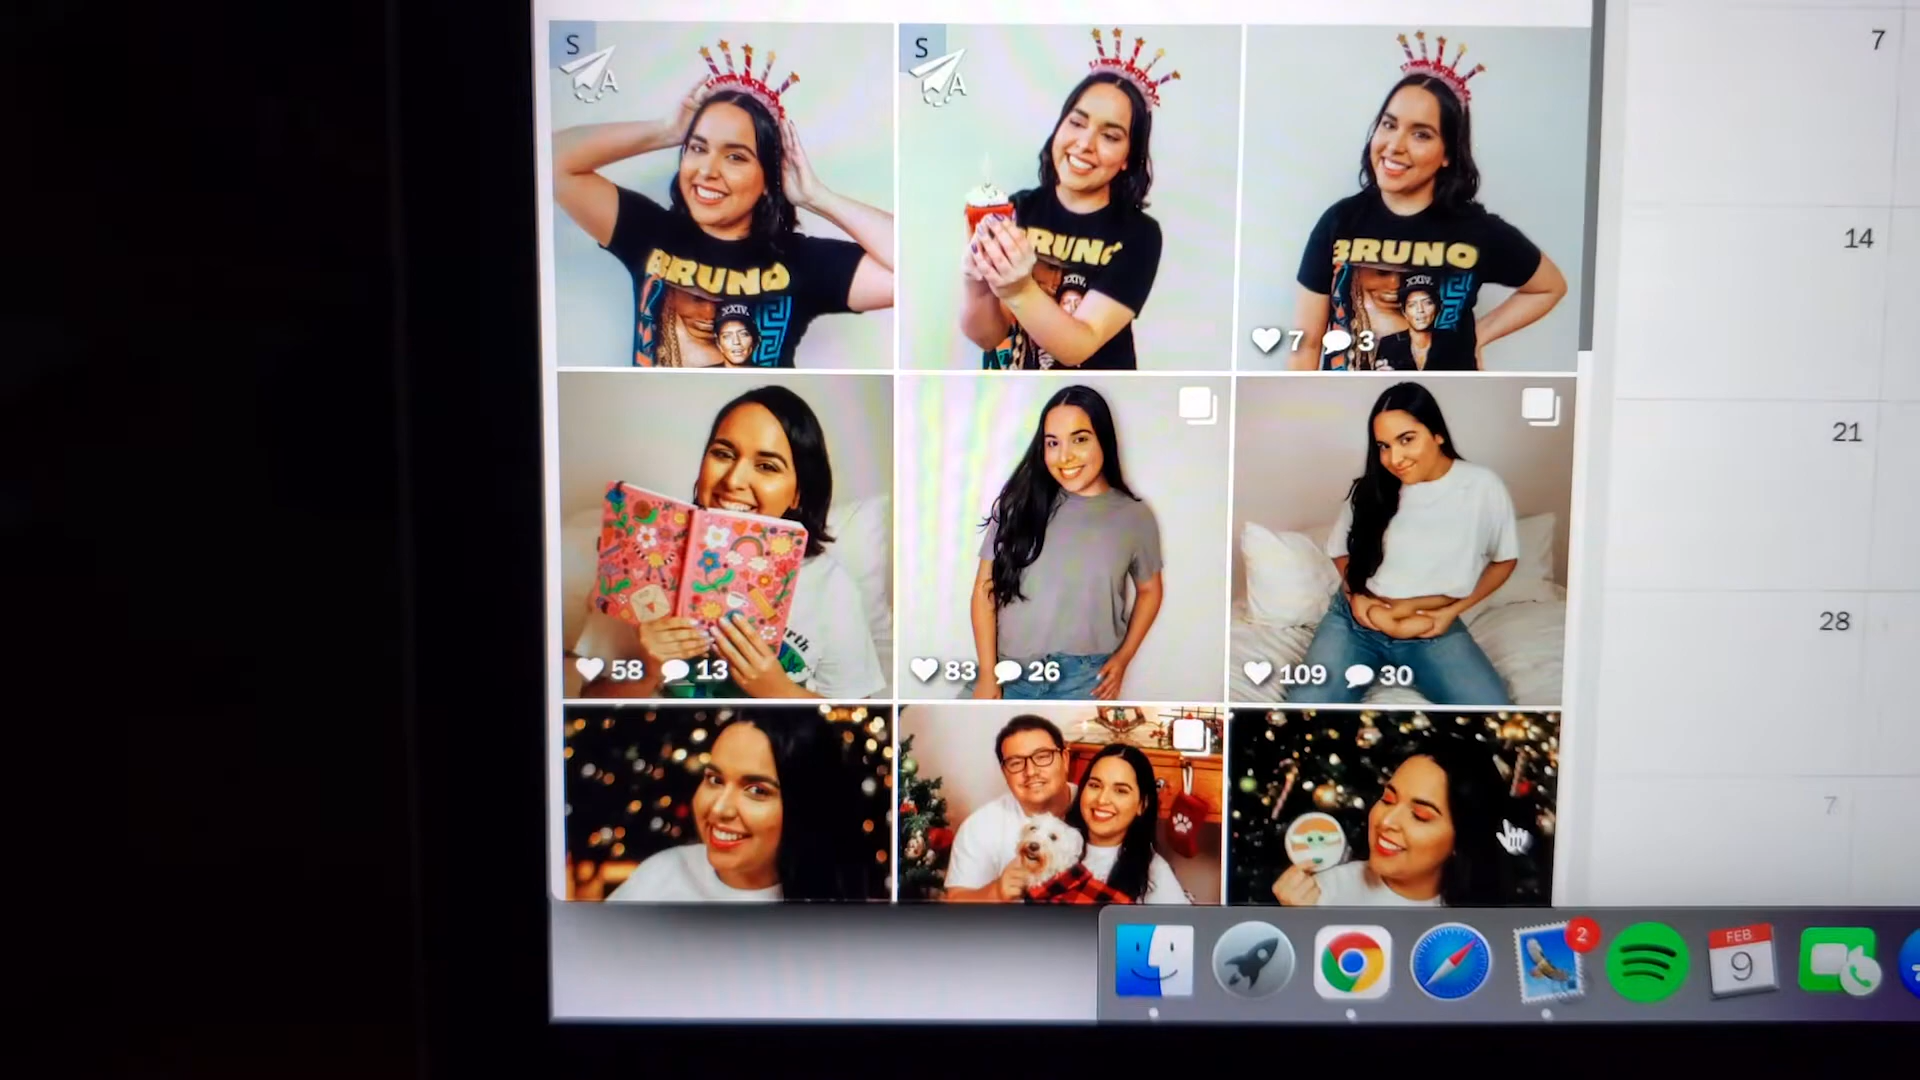 S
A
S
A
BRUNO
XXIV.
BRUNO
XXIV.
BRUNO
XXIV.
7 3
58 13
83 26
109 30
7
14
21
28
7
2
FEB
9